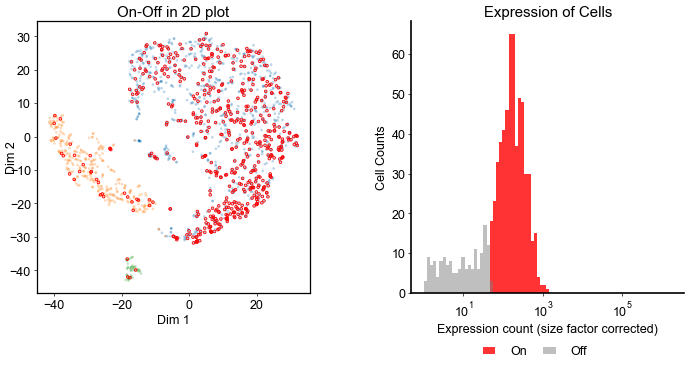 On-Off in 2D plot
30
20
10
0
−10
−20
−30
−40
Dim 2
−40
−20
0
20
Dim 1
Expression of Cells
60
50
40
30
20
10
0
Cell Counts
10^1
10^3
10^5
Expression count (size factor corrected)
On
Off